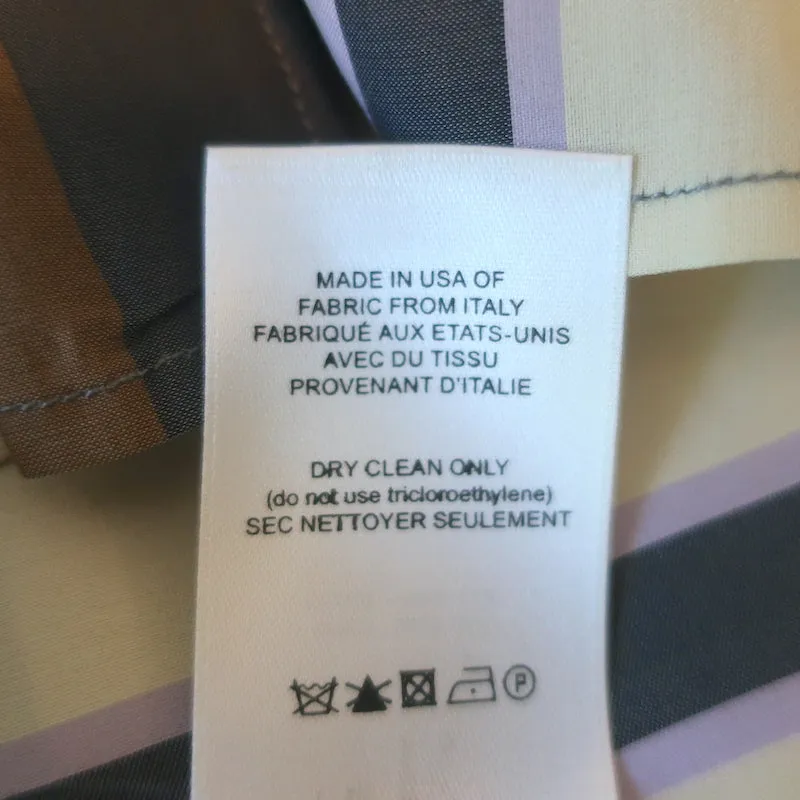 MADE IN USA OF
FABRIC FROM ITALY
FABRIQUÉ AUX ETATS-UNIS
AVEC DU TISSU
PROVENANT D'ITALIE
DRY CLEAN ONLY
(do not use tricloroethylene)
SEC NETTOYER SEULEMENT
P